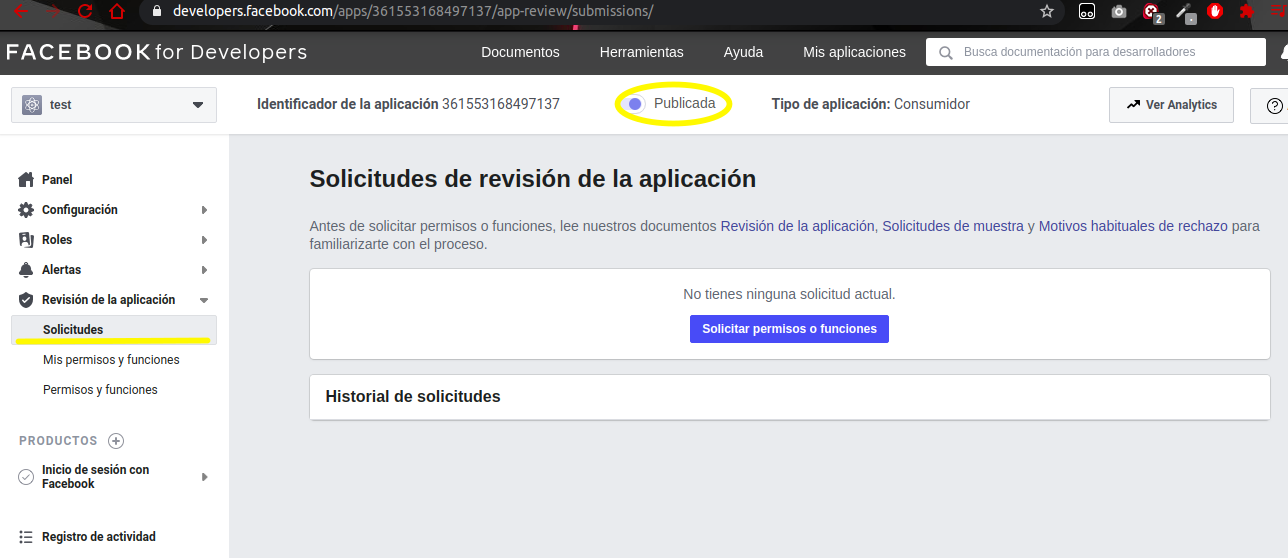 developers.facebook.com/apps/361553168497137/app-review/submissions/
2
FACEBOOK for Developers
Documentos
Herramientas
Ayuda
Mis aplicaciones
Busca documentación para desarrolladores
test
Identificador de la aplicación 361553168497137
Publicada
Tipo de aplicación: Consumidor
Ver Analytics
Panel
Configuración
Roles
Alertas
Revisión de la aplicación
Solicitudes
Mis permisos y funciones
Permisos y funciones
PRODUCTOS
Inicio de sesión con
Facebook
Registro de actividad
Solicitudes de revisión de la aplicación
Antes de solicitar permisos o funciones, lee nuestros documentos Revisión de la aplicación, Solicitudes de muestra y Motivos habituales de rechazo para
familiarizarte con el proceso.
No tienes ninguna solicitud actual.
Solicitar permisos o funciones
Historial de solicitudes